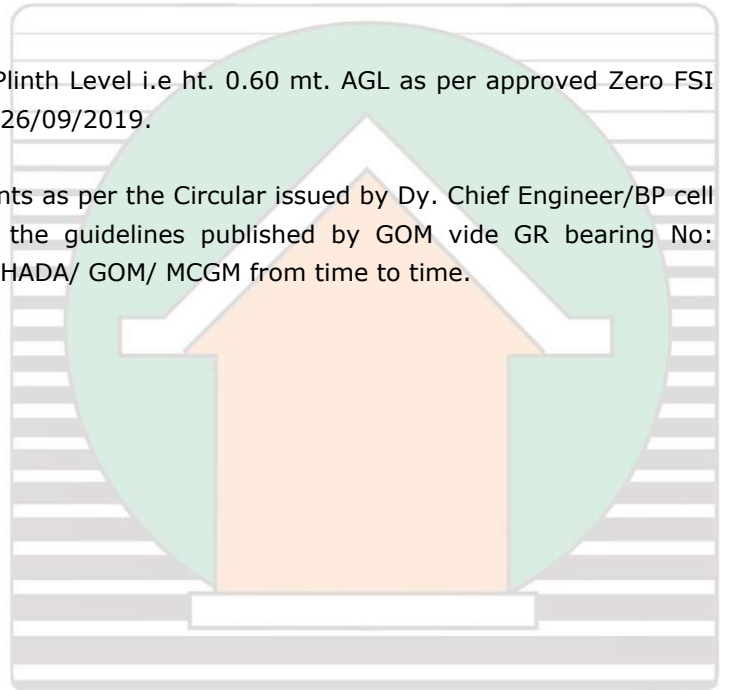 Plinth Level i.e ht. 0.60 mt. AGL as per approved Zero FSI
26/09/2019.
nts as per the Circular issued by Dy. Chief Engineer/BP cell
the guidelines published by GOM vide GR bearing No:
HADA/ GOM/ MCGM from time to time.